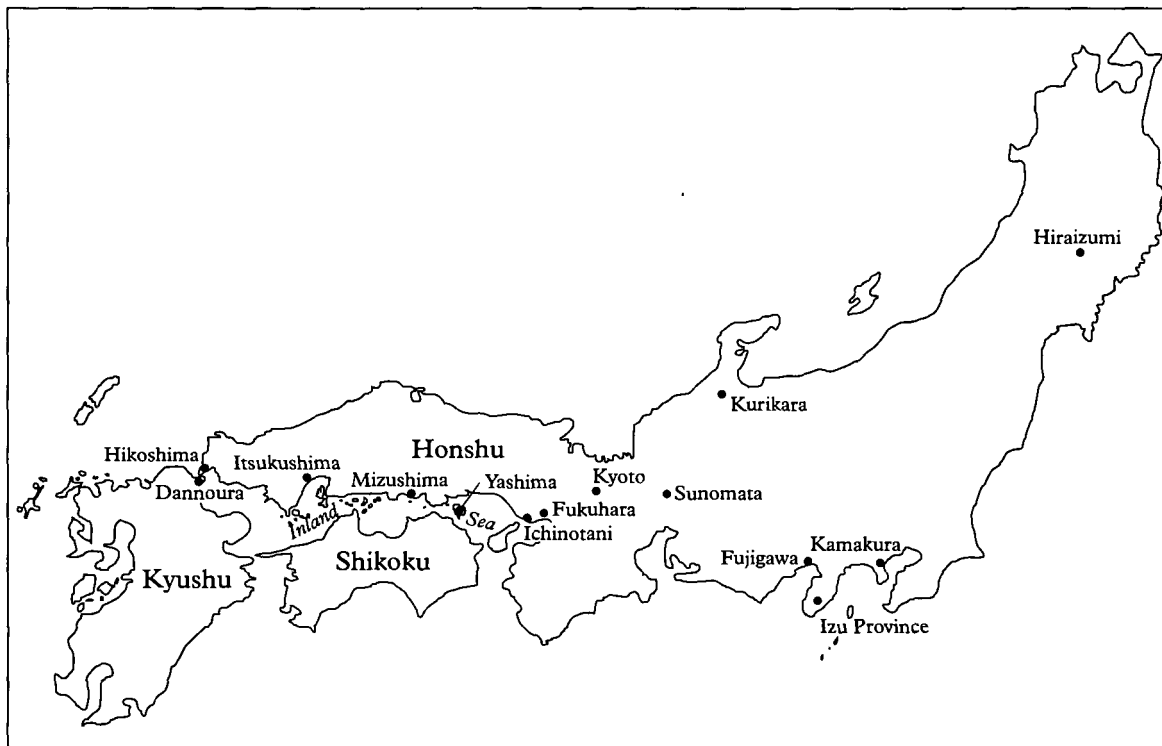 Hiraizumi
Kurikara
Honshu
Hikoshima
Itsukushima
Dannoura
Mizushima
Yashima
Kyoto
Sunomata
Inland
Sea
Fukuhara
Ichinotani
Shikoku
Kyushu
Fujigawa
Kamakura
Izu Province